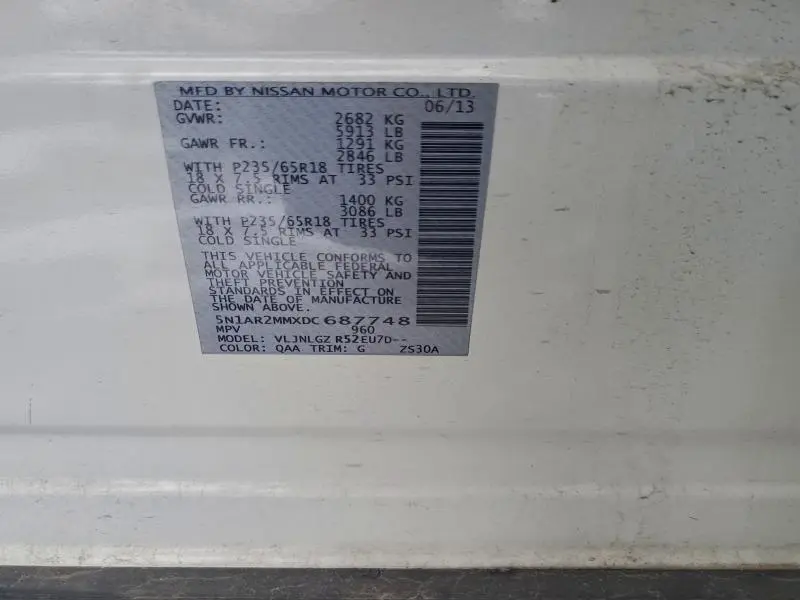 MFD BY NISSAN MOTOR CO., LTD.
DATE: 06/13
GVWR: 2682 KG
5913 LB
GAWR FR.: 1291 KG
2846 LB
WITH P235/65R18 TIRES
18 X 7.5 RIMS AT 33 PSI
COLD SINGLE
GAWR RR.: 1400 KG
3086 LB
WITH P235/65R18 TIRES
18 X 7.5 RIMS AT 33 PSI
COLD SINGLE
THIS VEHICLE CONFORMS TO
ALL APPLICABLE FEDERAL
MOTOR VEHICLE SAFETY AND
THEFT PREVENTION
STANDARDS IN EFFECT ON
THE DATE OF MANUFACTURE
SHOWN ABOVE.
5N1AR2MMXDC687748
MPV 960
MODEL: VLJNLGZ R52EU7D--
COLOR: QAA TRIM: G ZS30A